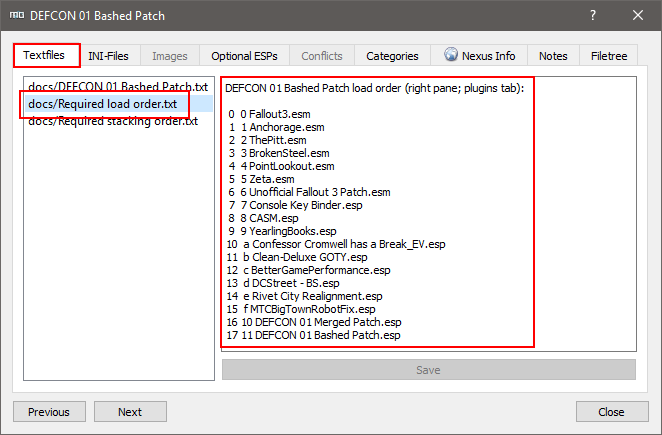 DEFCON 01 Bashed Patch
Textfiles INI-Files Images Optional ESPs Conflicts Categories Nexus Info Notes Filetree
docs/DEFCON 01 Bashed Patch.txt
docs/Required load order.txt
docs/Required stacking order.txt
DEFCON 01 Bashed Patch load order (right pane; plugins tab):
0 0 Fallout3.esm
1 1 Anchorage.esm
2 2 ThePitt.esm
3 3 BrokenSteel.esm
4 4 PointLookout.esm
5 5 Zeta.esm
6 6 Unofficial Fallout 3 Patch.esm
7 7 Console Key Binder.esp
8 8 CASM.esp
9 9 YearlingBooks.esp
10 a Confessor Cromwell has a Break_EV.esp
11 b Clean-Deluxe GOTY.esp
12 c BetterGamePerformance.esp
13 d DCStreet - BS.esp
14 e Rivet City Realignment.esp
15 f MTCBigTownRobotFix.esp
16 10 DEFCON 01 Merged Patch.esp
17 11 DEFCON 01 Bashed Patch.esp
Save
Previous Next Close